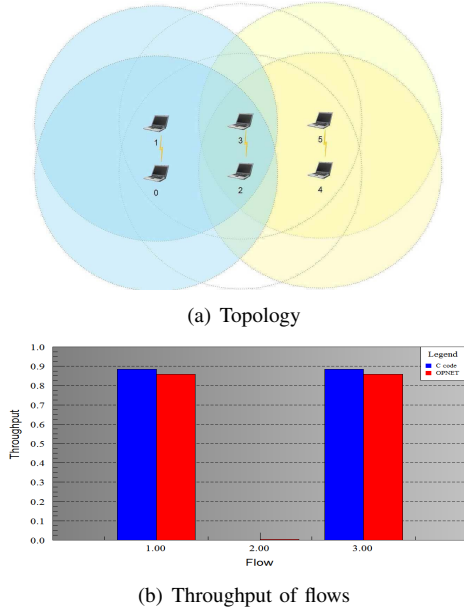 1 3 5
0 2 4
(a) Topology
Legend
C code
OPNET
1.0
0.9
0.8
0.7
0.6
0.5
0.4
0.3
0.2
0.1
0.0
Throughput
1.00 2.00 3.00
Flow
(b) Throughput of flows